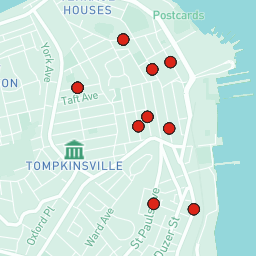 HOUSES
Postcards
York Ave
ON
Taft Ave
TOMPKINSVILLE
Oxford Pl
Ward Ave
St Pauls Ave
Duzer St